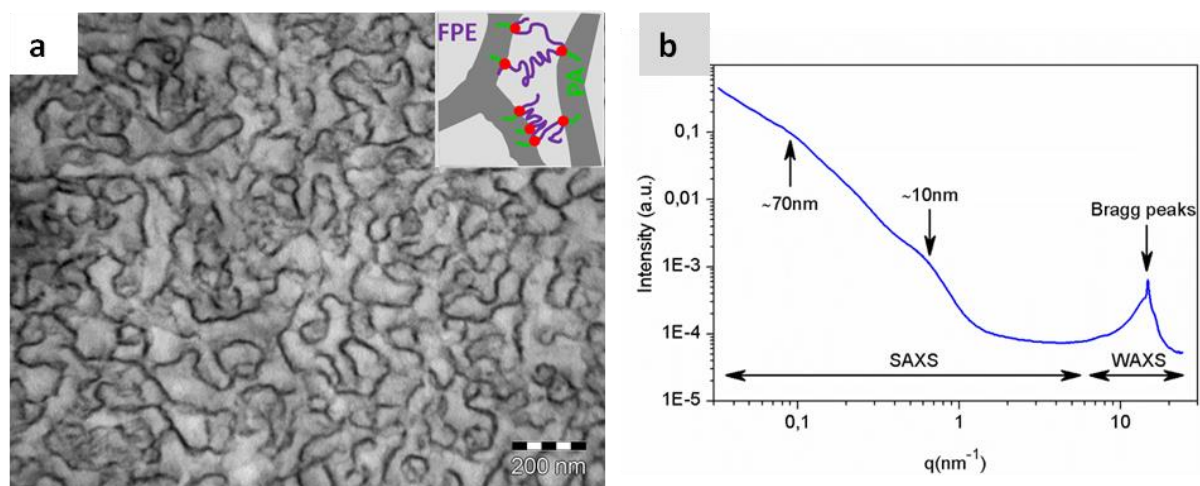 a
FPE
PA
200 nm
b
Intensity (a.u.)
0,1
0,01
1E-3
1E-4
1E-5
~70nm
~10nm
Bragg peaks
SAXS
WAXS
0,1
1
10
q(nm⁻¹)